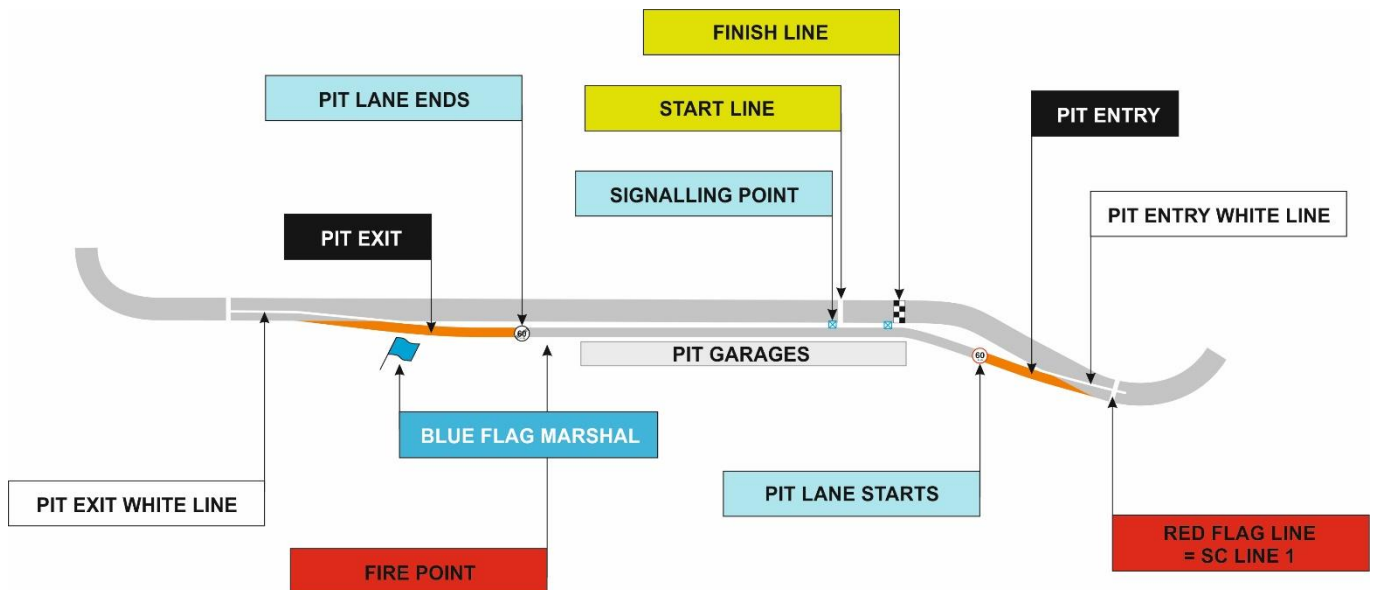 FINISH LINE
PIT LANE ENDS
START LINE
PIT ENTRY
SIGNALLING POINT
PIT ENTRY WHITE LINE
PIT EXIT
60
PIT GARAGES
60
BLUE FLAG MARSHAL
PIT EXIT WHITE LINE
PIT LANE STARTS
RED FLAG LINE
= SC LINE 1
FIRE POINT